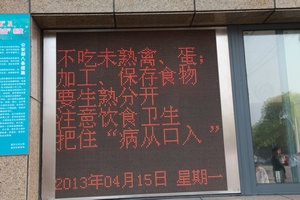 不吃未熟禽、蛋；
加工、保存食物
要生熟分开
注意饮食卫生
把住“病从口入”
2013年04月15日 星期一